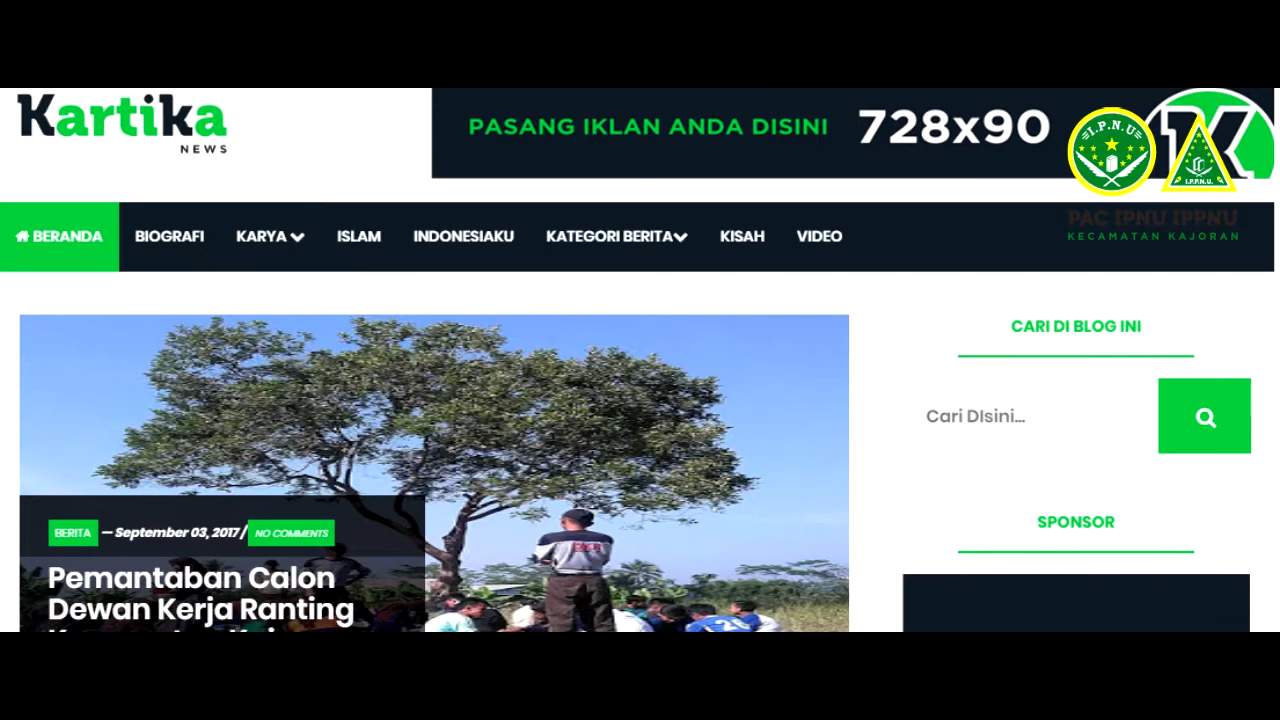 Kartika
NEWS
PASANG IKLAN ANDA DISINI 728x90
I.P.N.U
I.P.P.N.U.
PAC IPNU IPPNU
KECAMATAN KAJORAN
BERANDA BIOGRAFI KARYA ISLAM INDONESIAKU KATEGORI BERITA KISAH VIDEO
CARI DI BLOG INI
Cari DIsini...
SPONSOR
BERITA — September 03, 2017 / NO COMMENTS
Pemantaban Calon
Dewan Kerja Ranting